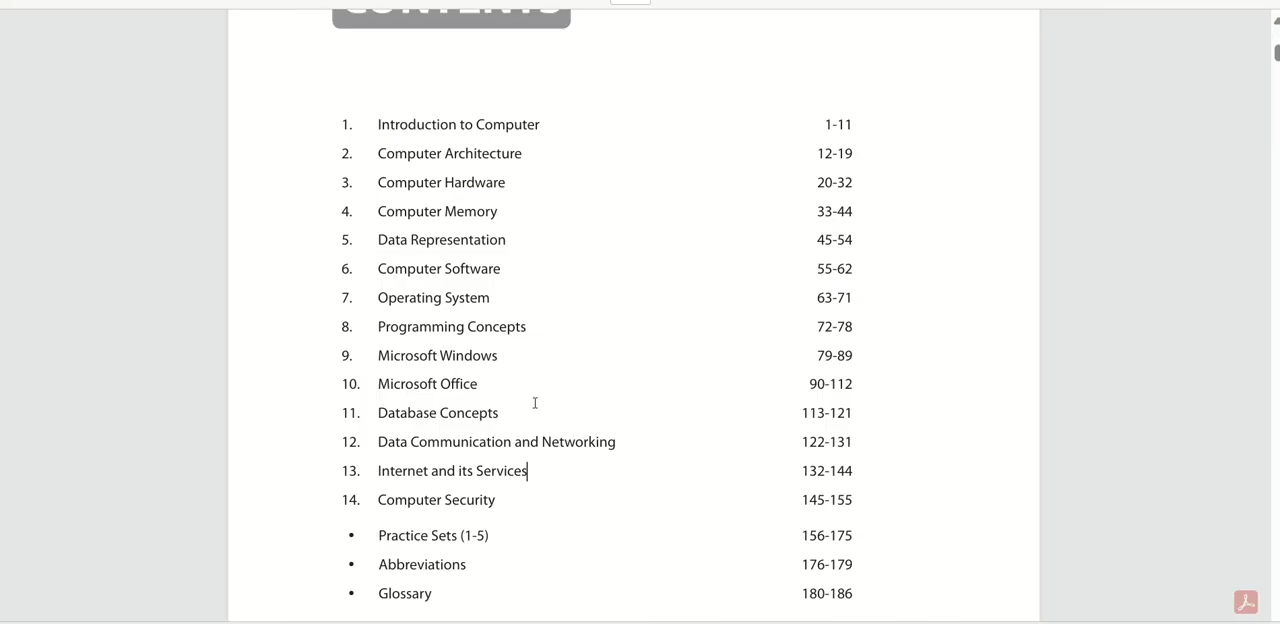 CONTENTS
1. Introduction to Computer 1-11
2. Computer Architecture 12-19
3. Computer Hardware 20-32
4. Computer Memory 33-44
5. Data Representation 45-54
6. Computer Software 55-62
7. Operating System 63-71
8. Programming Concepts 72-78
9. Microsoft Windows 79-89
10. Microsoft Office 90-112
11. Database Concepts 113-121
12. Data Communication and Networking 122-131
13. Internet and its Services 132-144
14. Computer Security 145-155
• Practice Sets (1-5) 156-175
• Abbreviations 176-179
• Glossary 180-186